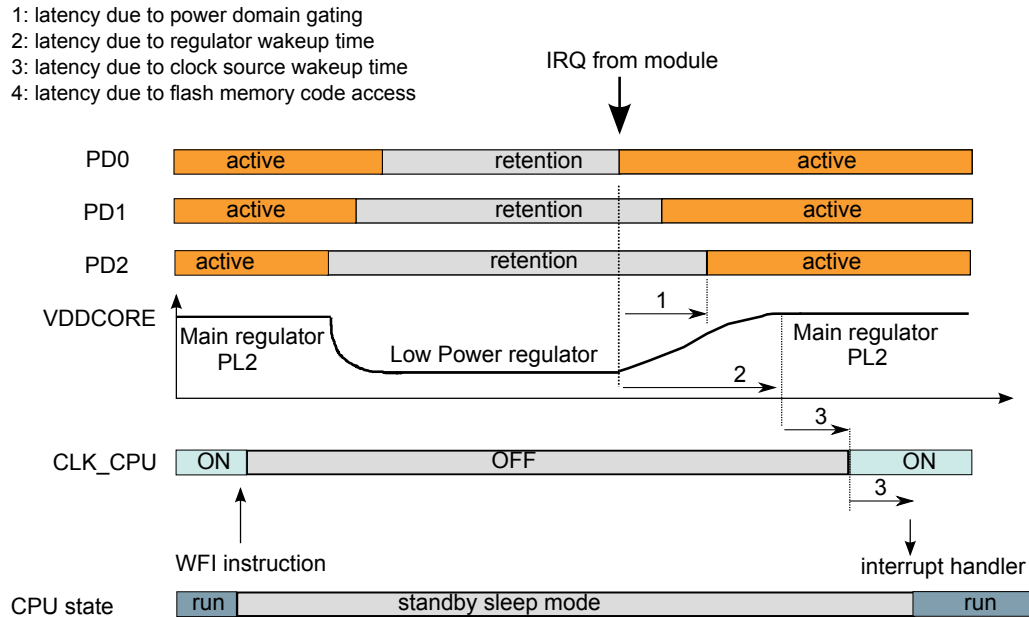 1: latency due to power domain gating
2: latency due to regulator wakeup time
3: latency due to clock source wakeup time
4: latency due to flash memory code access
IRQ from module
PD0 active retention active
PD1 active retention active
PD2 active retention active
1
VDDCORE
Main regulator
PL2
Low Power regulator
Main regulator
PL2
2
3
CLK_CPU ON OFF ON
3
WFI instruction
interrupt handler
CPU state run standby sleep mode run